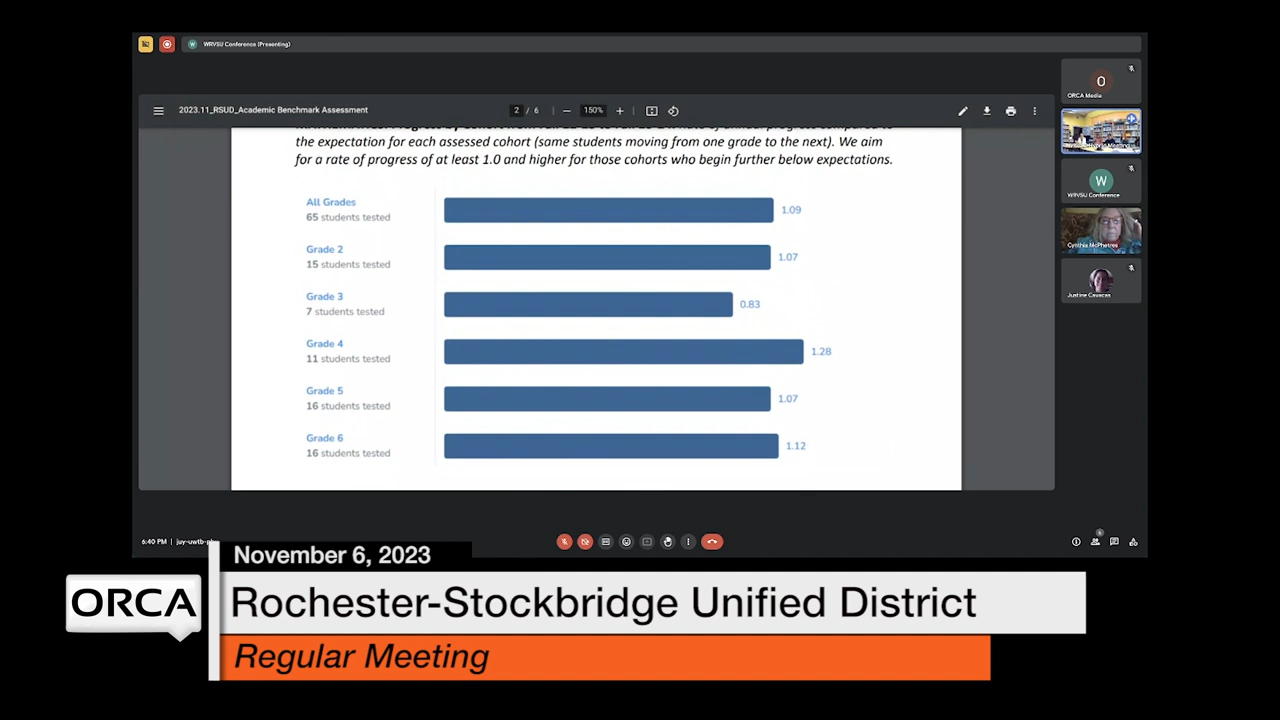 WRVSU Conference (Presenting)
2023.11_RSUD_Academic Benchmark Assessment
2 / 6
150%
the expectation for each assessed cohort (same students moving from one grade to the next). We aim
for a rate of progress of at least 1.0 and higher for those cohorts who begin further below expectations.
All Grades
65 students tested
1.09
Grade 2
15 students tested
1.07
Grade 3
7 students tested
0.83
Grade 4
11 students tested
1.28
Grade 5
16 students tested
1.07
Grade 6
16 students tested
1.12
O
ORCA Media
W
WRVSU Conference
Cynthia McPhetres
Justine Cavacas
6:40 PM
November 6, 2023
ORCA
Rochester-Stockbridge Unified District
Regular Meeting